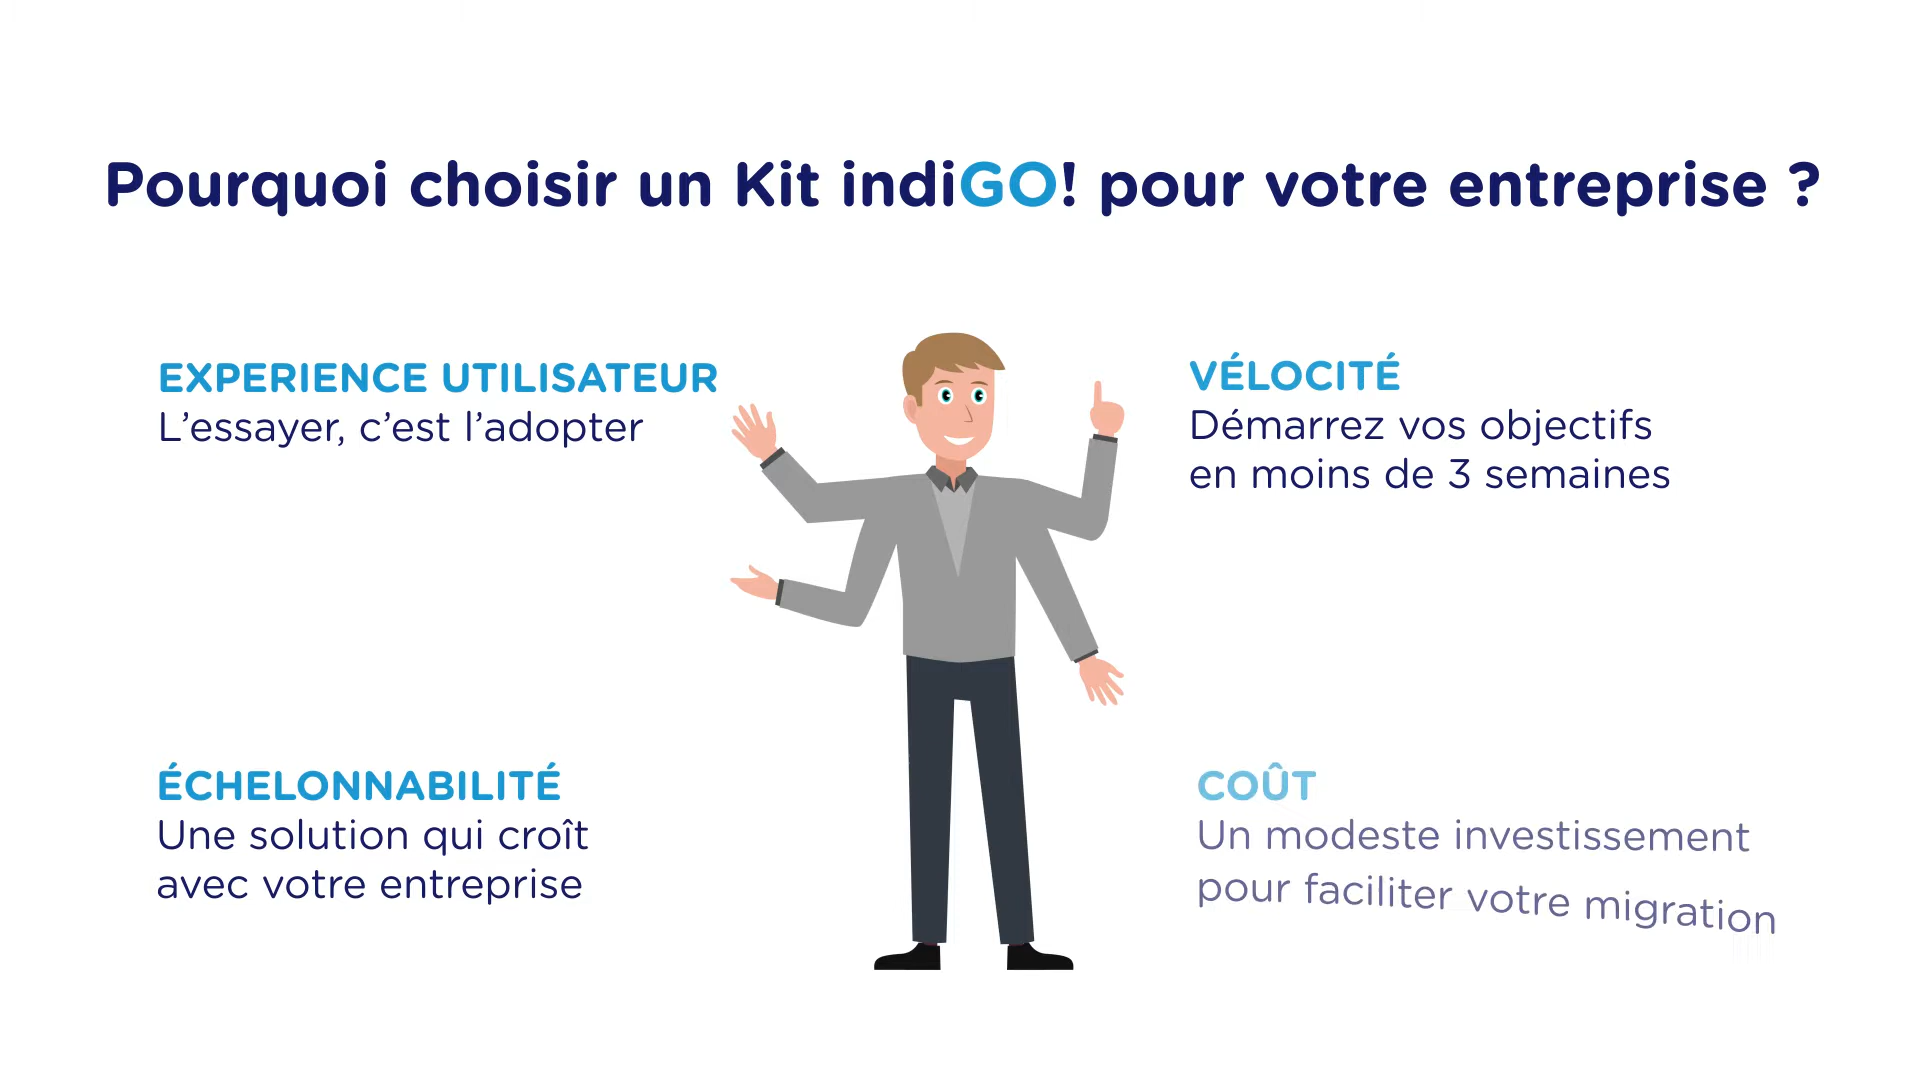 Pourquoi choisir un Kit indiGO! pour votre entreprise ?
EXPERIENCE UTILISATEUR
L’essayer, c’est l’adopter
VÉLOCITÉ
Démarrez vos objectifs
en moins de 3 semaines
ÉCHELONNABILITÉ
Une solution qui croît
avec votre entreprise
COÛT
Un modeste investissement
pour faciliter votre migration